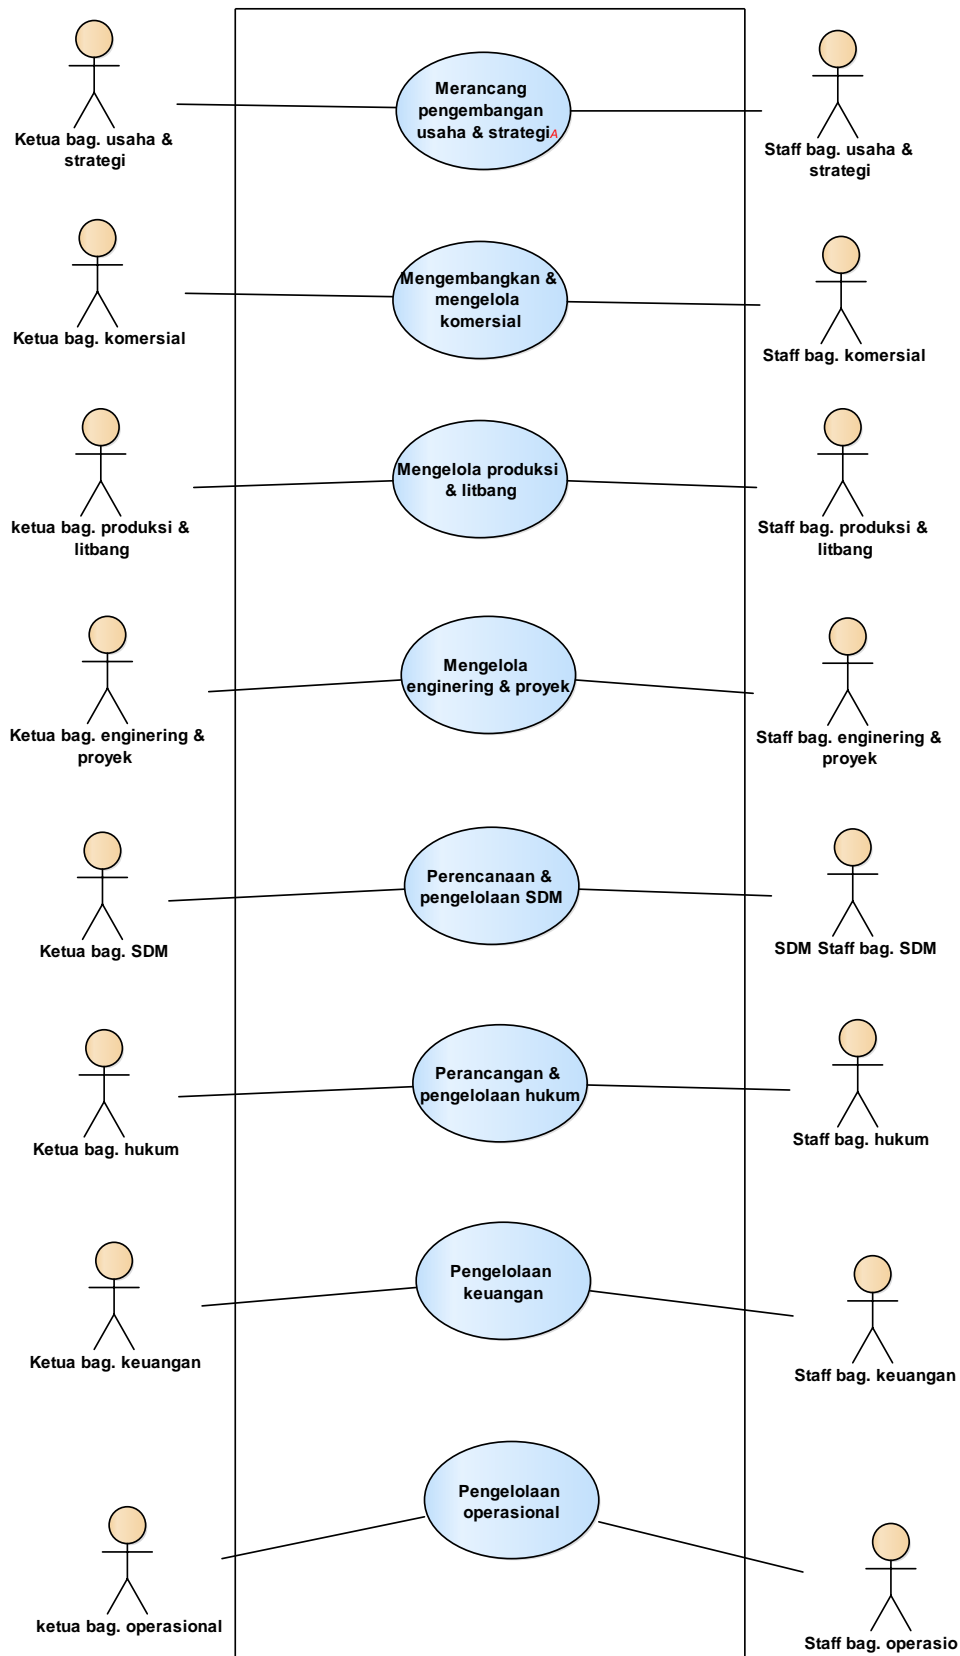 Merancang
pengembangan
usaha & strategiA
Ketua bag. usaha &
strategi
Staff bag. usaha &
strategi
Mengembangkan &
mengelola
komersial
Ketua bag. komersial
Staff bag. komersial
Mengelola produksi
& litbang
ketua bag. produksi &
litbang
Staff bag. produksi &
litbang
Mengelola
enginering & proyek
Ketua bag. enginering &
proyek
Staff bag. enginering &
proyek
Perencanaan &
pengelolaan SDM
Ketua bag. SDM
SDM Staff bag. SDM
Perancangan &
pengelolaan hukum
Ketua bag. hukum
Staff bag. hukum
Pengelolaan
keuangan
Ketua bag. keuangan
Staff bag. keuangan
Pengelolaan
operasional
ketua bag. operasional
Staff bag. operasio